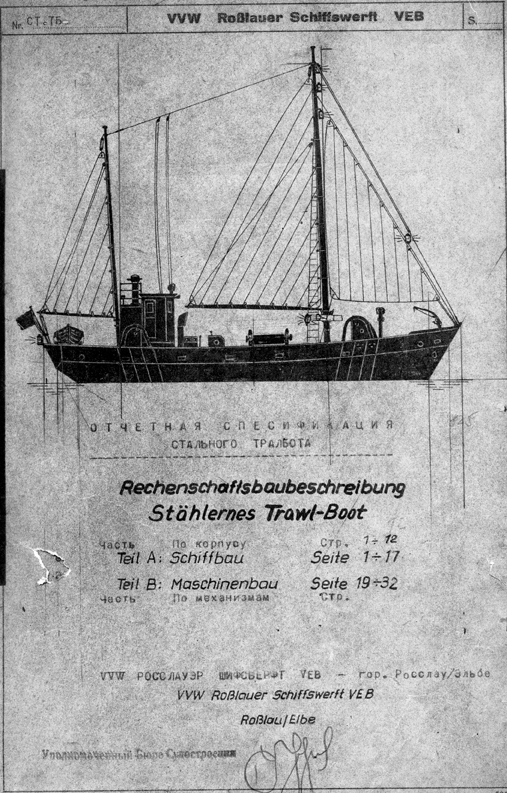 Nr. СТ-ТБ- VVW Roßlauer Schiffswerft VEB S.
ОТЧЕТНАЯ СПЕСИФИКАЦИЯ
СТАЛЬНОГО ТРАЛБОТА
Rechenschaftsbaubeschreibung
Stählernes Trawl-Boot
Часть По корпусу Стр. 1÷12
Teil A: Schiffbau Seite 1÷17
Teil B: Maschinenbau Seite 19÷32
Часть По механизмам Стр.
VVW РОССЛАУЭР ШИФСВЕРФТ VEB — гор. Росслау/Эльбе
VVW Roßlauer Schiffswerft VEB
Roßlau/Elbe
Уполномоченный Бюро Судостроения